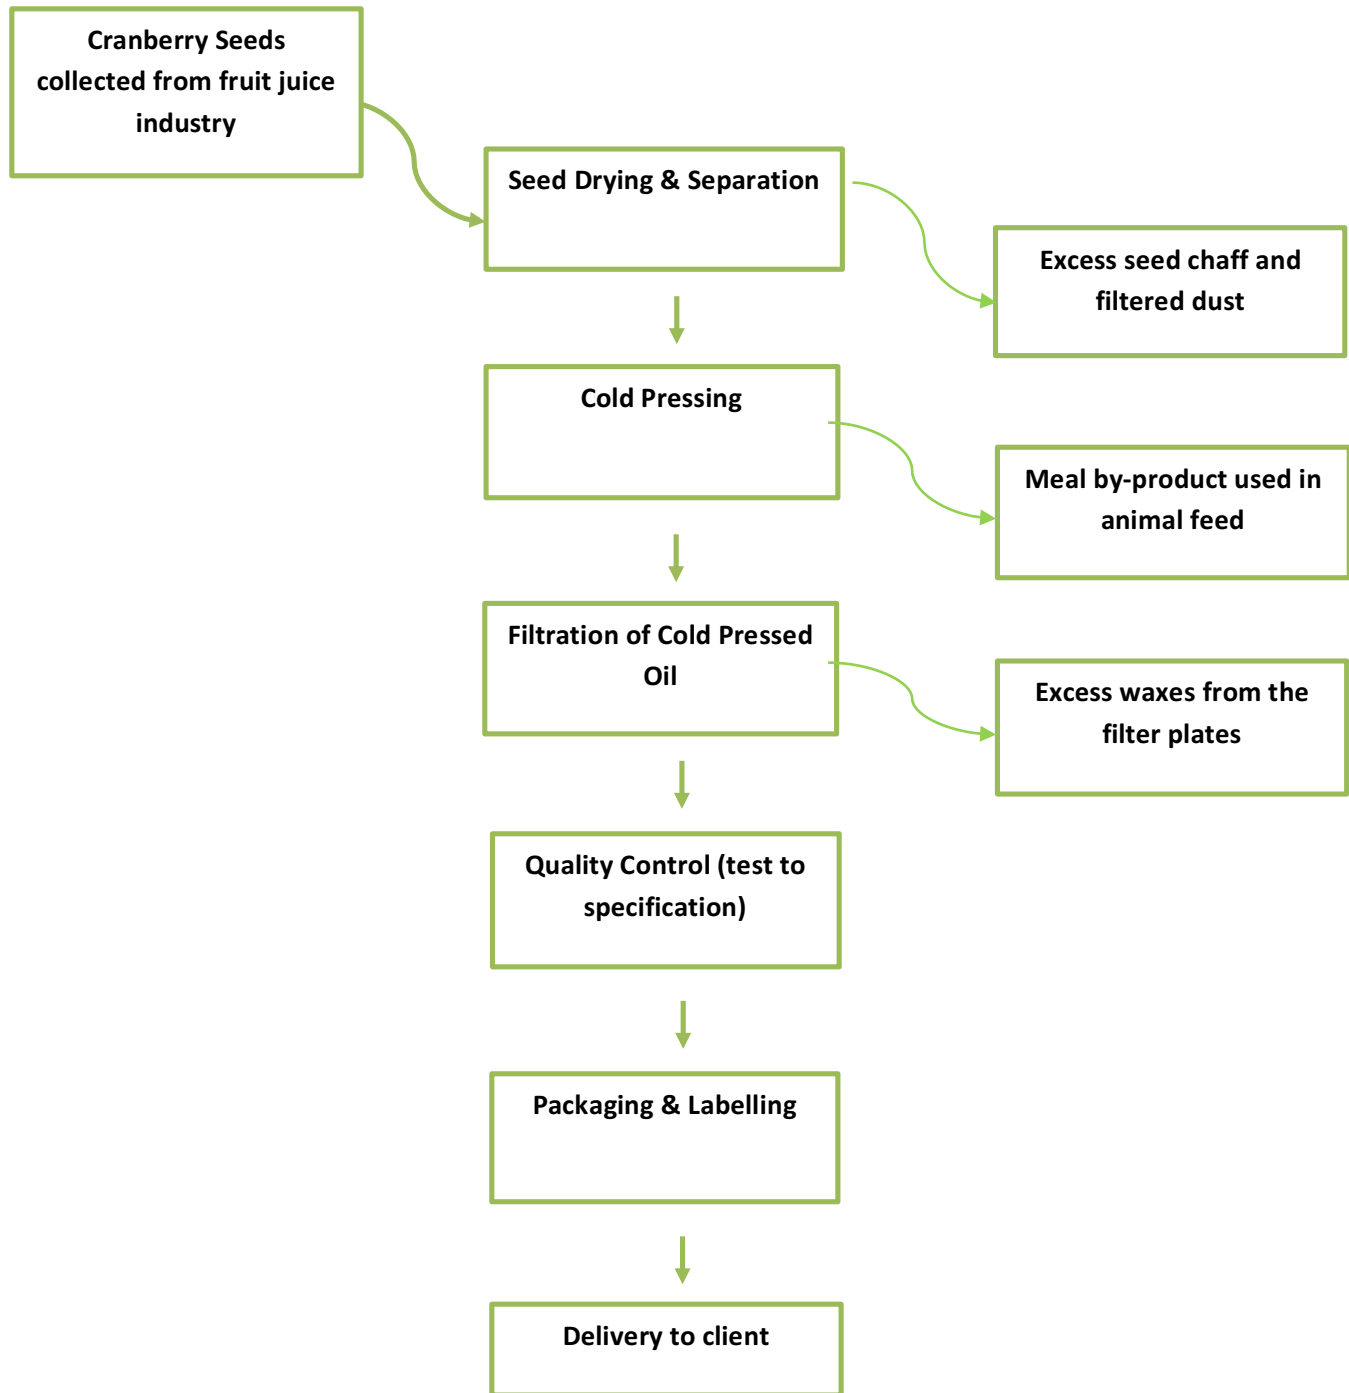 Cranberry Seeds
collected from fruit juice
industry
Seed Drying & Separation
Excess seed chaff and
filtered dust
Cold Pressing
Meal by-product used in
animal feed
Filtration of Cold Pressed
Oil
Excess waxes from the
filter plates
Quality Control (test to
specification)
Packaging & Labelling
Delivery to client